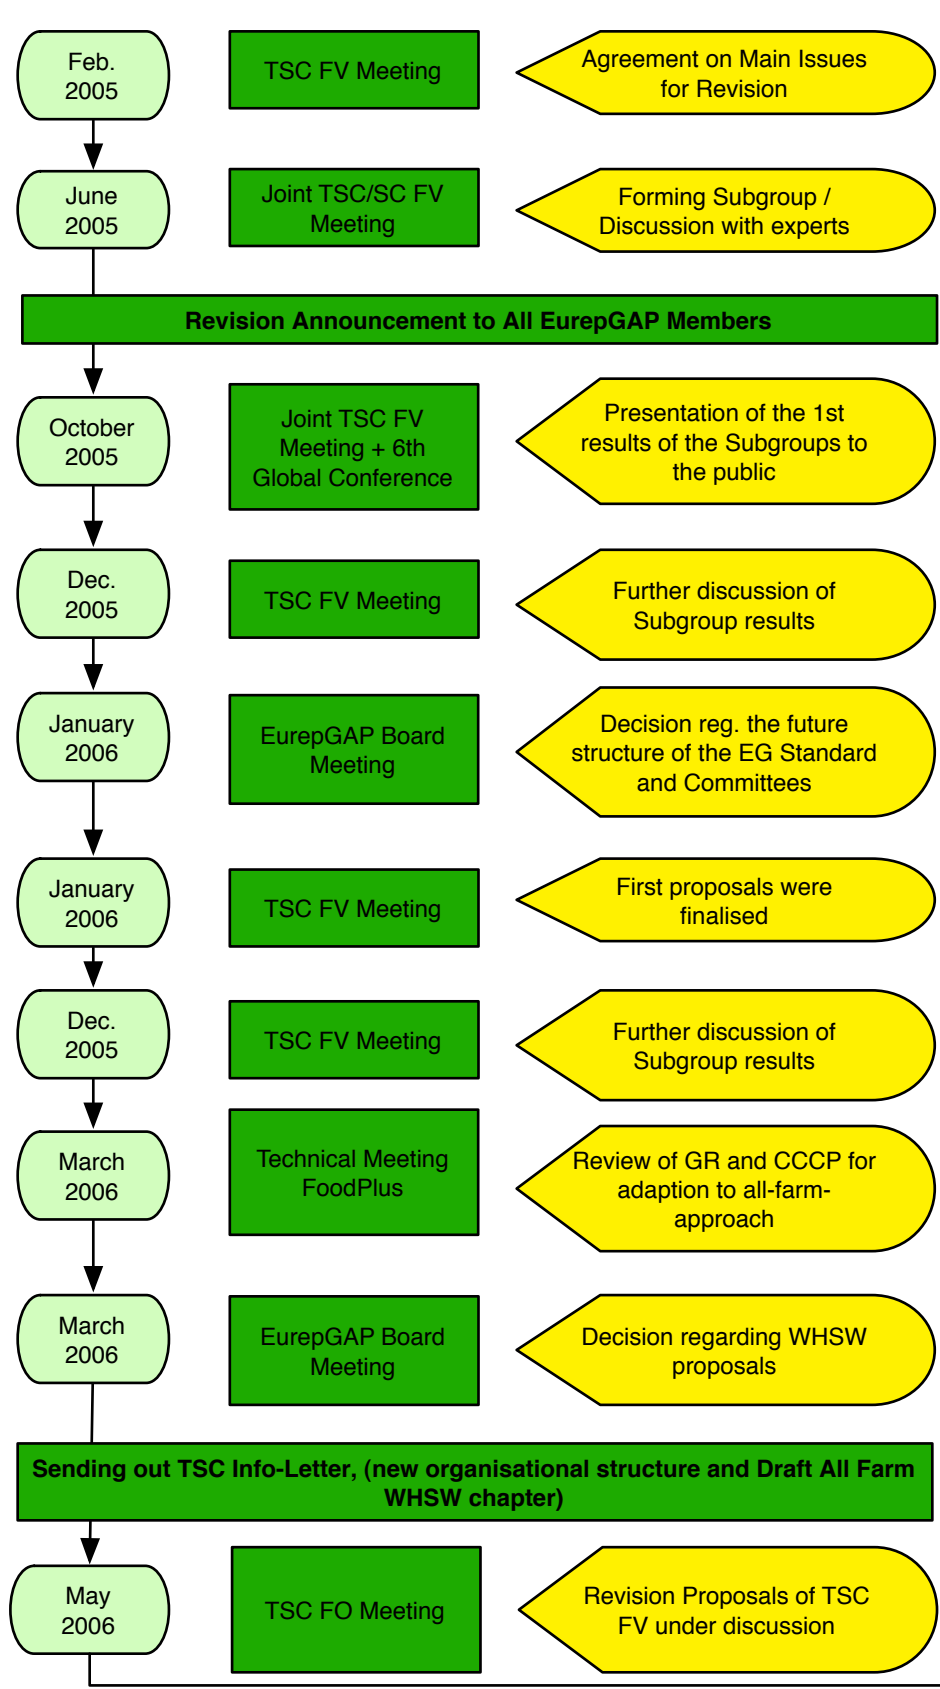 Feb.
2005
TSC FV Meeting
Agreement on Main Issues
for Revision
June
2005
Joint TSC/SC FV
Meeting
Forming Subgroup /
Discussion with experts
Revision Announcement to All EurepGAP Members
October
2005
Joint TSC FV
Meeting + 6th
Global Conference
Presentation of the 1st
results of the Subgroups to
the public
Dec.
2005
TSC FV Meeting
Further discussion of
Subgroup results
January
2006
EurepGAP Board
Meeting
Decision reg. the future
structure of the EG Standard
and Committees
January
2006
TSC FV Meeting
First proposals were
finalised
Dec.
2005
TSC FV Meeting
Further discussion of
Subgroup results
March
2006
Technical Meeting
FoodPlus
Review of GR and CCCP for
adaption to all-farm-
approach
March
2006
EurepGAP Board
Meeting
Decision regarding WHSW
proposals
Sending out TSC Info-Letter, (new organisational structure and Draft All Farm
WHSW chapter)
May
2006
TSC FO Meeting
Revision Proposals of TSC
FV under discussion